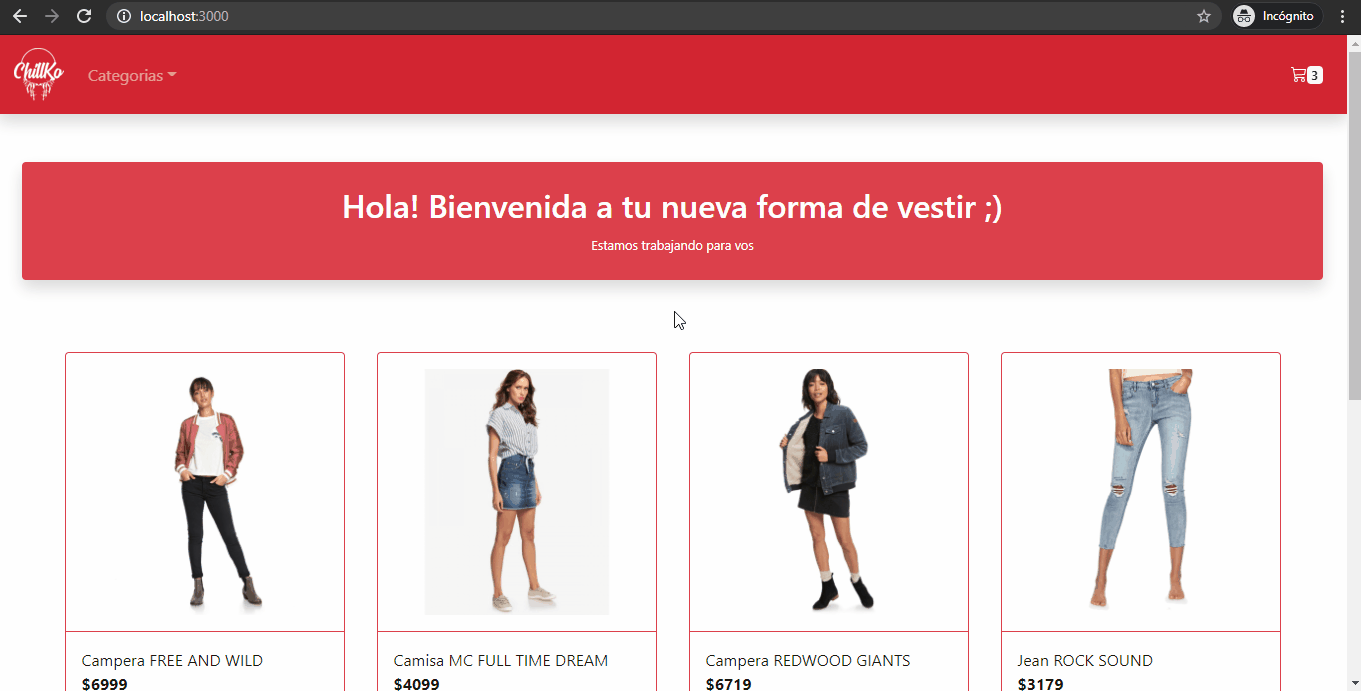 localhost:3000
Incógnito
ChillKo
Categorias
3
Hola! Bienvenida a tu nueva forma de vestir ;)
Estamos trabajando para vos
Campera FREE AND WILD
$6999
Camisa MC FULL TIME DREAM
$4099
Campera REDWOOD GIANTS
$6719
Jean ROCK SOUND
$3179